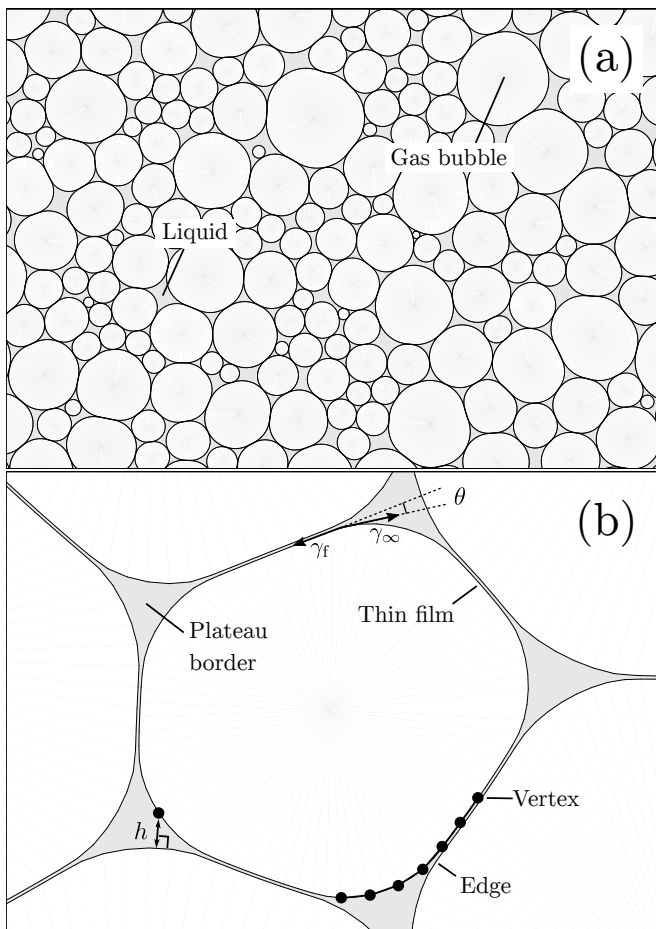 (a)
Gas bubble
Liquid
(b)
θ
γ∞
γf
Thin film
Plateau
border
Vertex
h
Edge